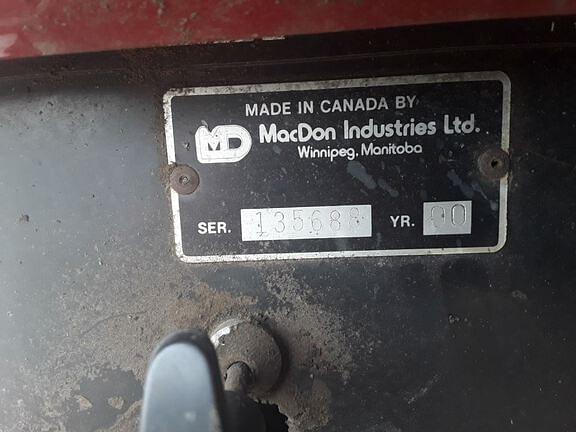 MADE IN CANADA BY
MD MacDon Industries Ltd.
Winnipeg, Manitoba
SER. 135688 YR. 00